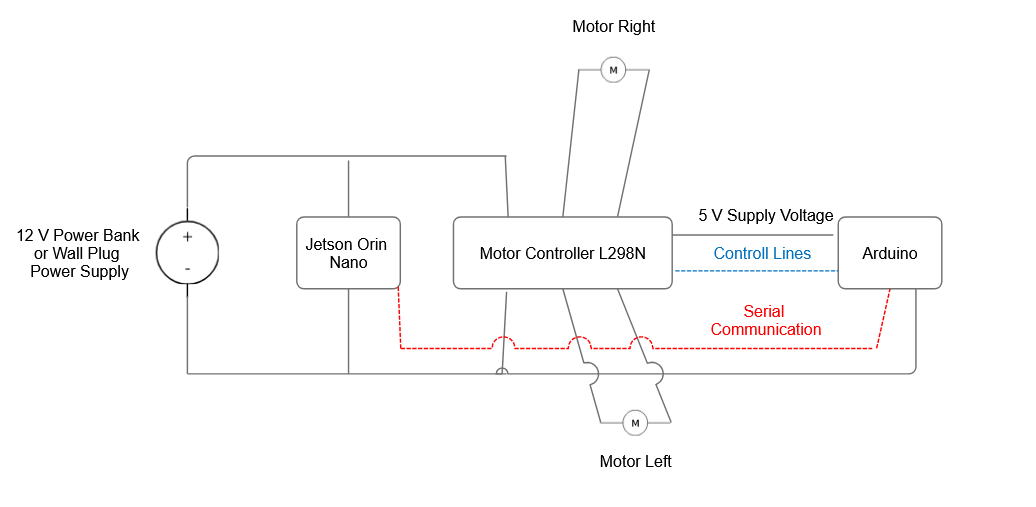 Motor Right
M
5 V Supply Voltage
12 V Power Bank
or Wall Plug
Power Supply
+
-
Jetson Orin
Nano
Motor Controller L298N
Controll Lines
Arduino
Serial
Communication
M
Motor Left